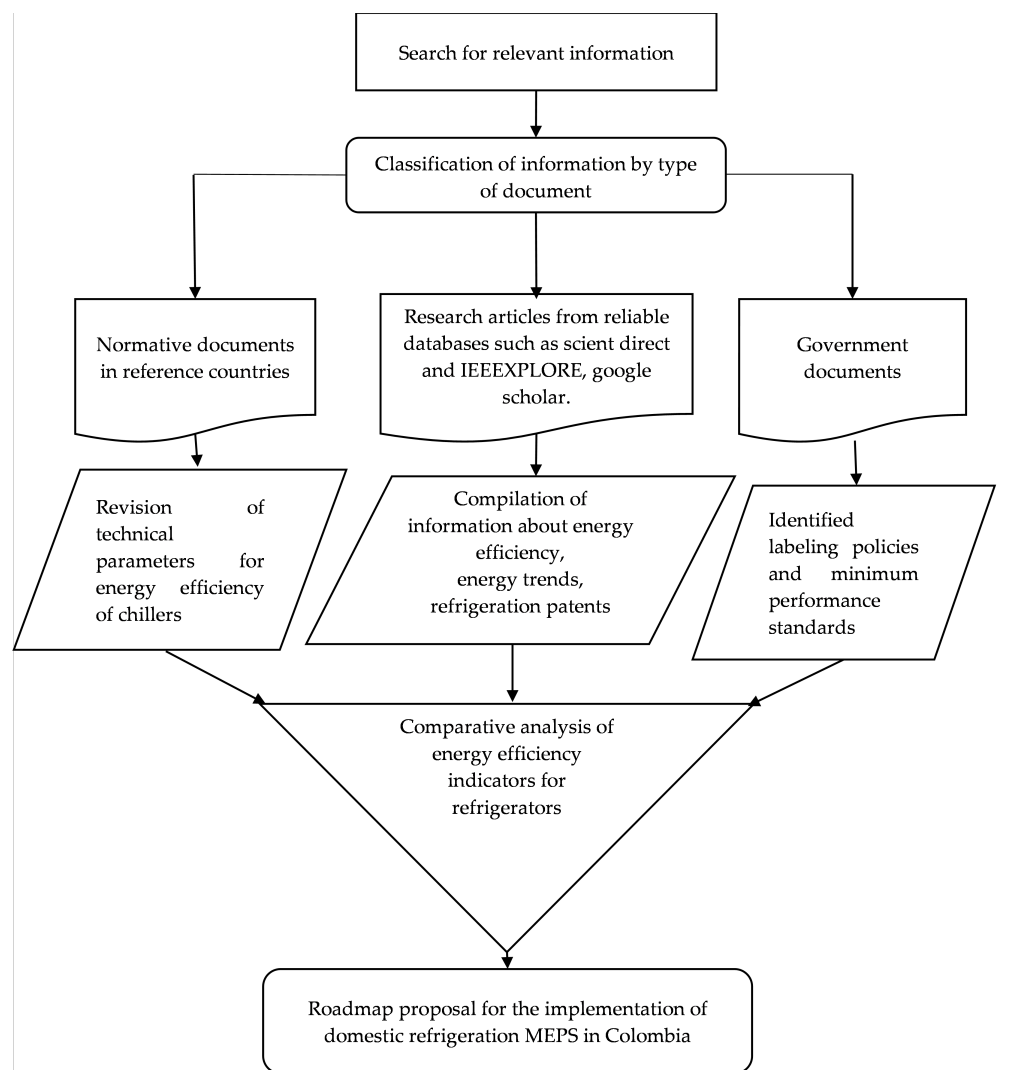 Search for relevant information
Classification of information by type
of document
Normative documents
in reference countries
Research articles from reliable
databases such as scient direct
and IEEEXPLORE, google
scholar.
Government
documents
Revision of
technical
parameters for
energy efficiency
of chillers
Compilation of
information about energy
efficiency,
energy trends,
refrigeration patents
Identified
labeling policies
and minimum
performance
standards
Comparative analysis of
energy efficiency
indicators for
refrigerators
Roadmap proposal for the implementation of
domestic refrigeration MEPS in Colombia